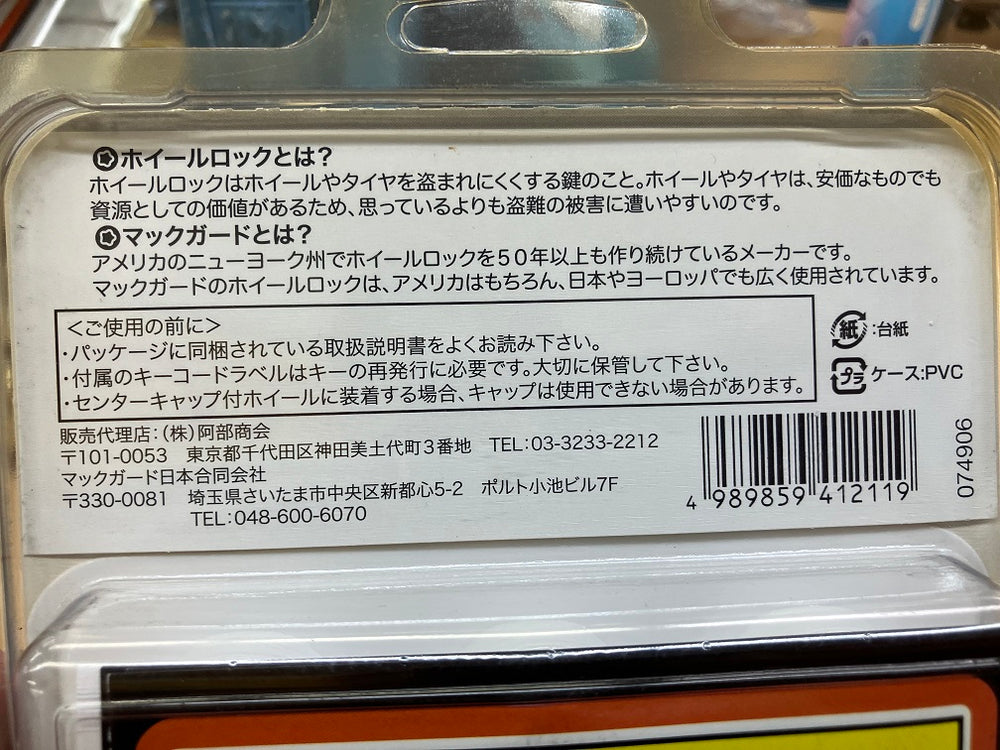 ホイールロックとは?
ホイールロックはホイールやタイヤを盗まれにくくする鍵のこと。ホイールやタイヤは、安価なものでも
資源としての価値があるため、思っているよりも盗難の被害に遭いやすいのです。
マックガードとは?
アメリカのニューヨーク州でホイールロックを50年以上も作り続けているメーカーです。
マックガードのホイールロックは、アメリカはもちろん、日本やヨーロッパでも広く使用されています。
<ご使用の前に>
・パッケージに同梱されている取扱説明書をよくお読み下さい。
・付属のキーコードラベルはキーの再発行に必要です。大切に保管して下さい。
・センターキャップ付ホイールに装着する場合、キャップは使用できない場合があります。
紙:台紙
プラ ケース:PVC
販売代理店:(株)阿部商会
〒101-0053 東京都千代田区神田美土代町3番地 TEL:03-3233-2212
マックガード日本合同会社
〒330-0081 埼玉県さいたま市中央区新都心5-2 ポルト小池ビル7F
TEL:048-600-6070
4 989859 412119
074906